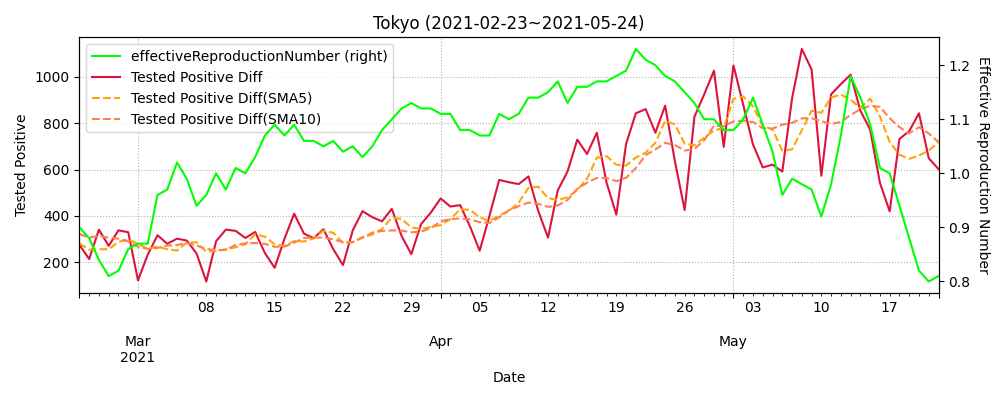 Tokyo (2021-02-23~2021-05-24)
effectiveReproductionNumber (right)
Tested Positive Diff
Tested Positive Diff(SMA5)
Tested Positive Diff(SMA10)
Tested Positive
1000
800
600
400
200
Effective Reproduction Number
1.2
1.1
1.0
0.9
0.8
08 15 22 29 05 12 19 26 03 10 17
Mar Apr May
2021
Date